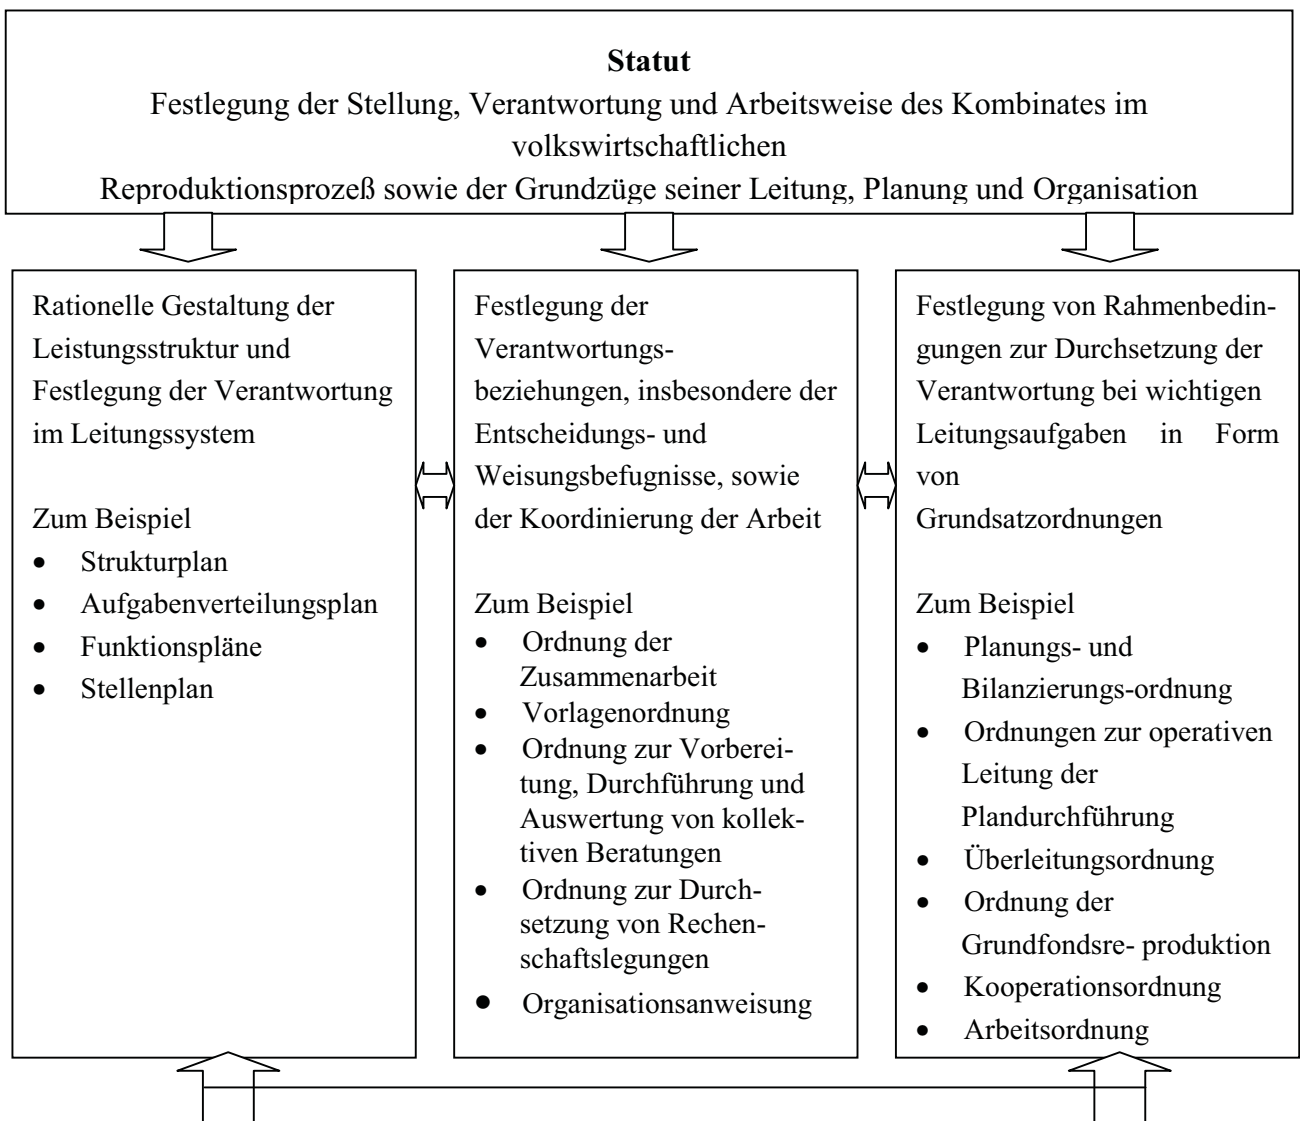 Statut
Festlegung der Stellung, Verantwortung und Arbeitsweise des Kombinates im
volkswirtschaftlichen
Reproduktionsprozeß sowie der Grundzüge seiner Leitung, Planung und Organisation
Rationelle Gestaltung der
Leistungsstruktur und
Festlegung der Verantwortung
im Leitungssystem
Zum Beispiel
• Strukturplan
• Aufgabenverteilungsplan
• Funktionspläne
• Stellenplan
Festlegung der
Verantwortungs-
beziehungen, insbesondere der
Entscheidungs- und
Weisungsbefugnisse, sowie
der Koordinierung der Arbeit
Zum Beispiel
• Ordnung der
Zusammenarbeit
• Vorlagenordnung
• Ordnung zur Vorberei-
tung, Durchführung und
Auswertung von kollek-
tiven Beratungen
• Ordnung zur Durch-
setzung von Rechen-
schaftslegungen
• Organisationsanweisung
Festlegung von Rahmenbedin-
gungen zur Durchsetzung der
Verantwortung bei wichtigen
Leitungsaufgaben in Form
von
Grundsatzordnungen
Zum Beispiel
• Planungs- und
Bilanzierungs-ordnung
• Ordnungen zur operativen
Leitung der
Plandurchführung
• Überleitungsordnung
• Ordnung der
Grundfondsre- produktion
• Kooperationsordnung
• Arbeitsordnung